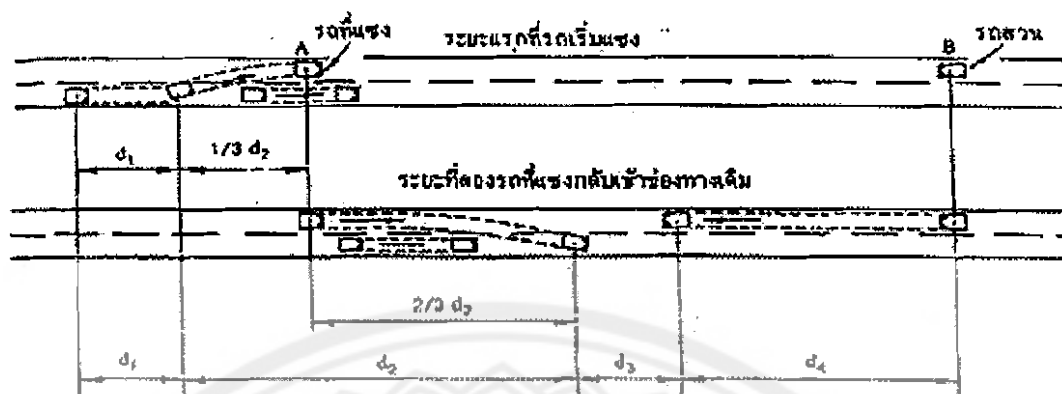 รถที่แซง
ระยะแรกที่รถเริ่มแซง
รถสวน
A
B
d₁
1/3 d₂
ระยะที่สองรถที่แซงกลับเข้าช่องทางเดิม
2/3 d₂
d₁
d₂
d₃
d₄